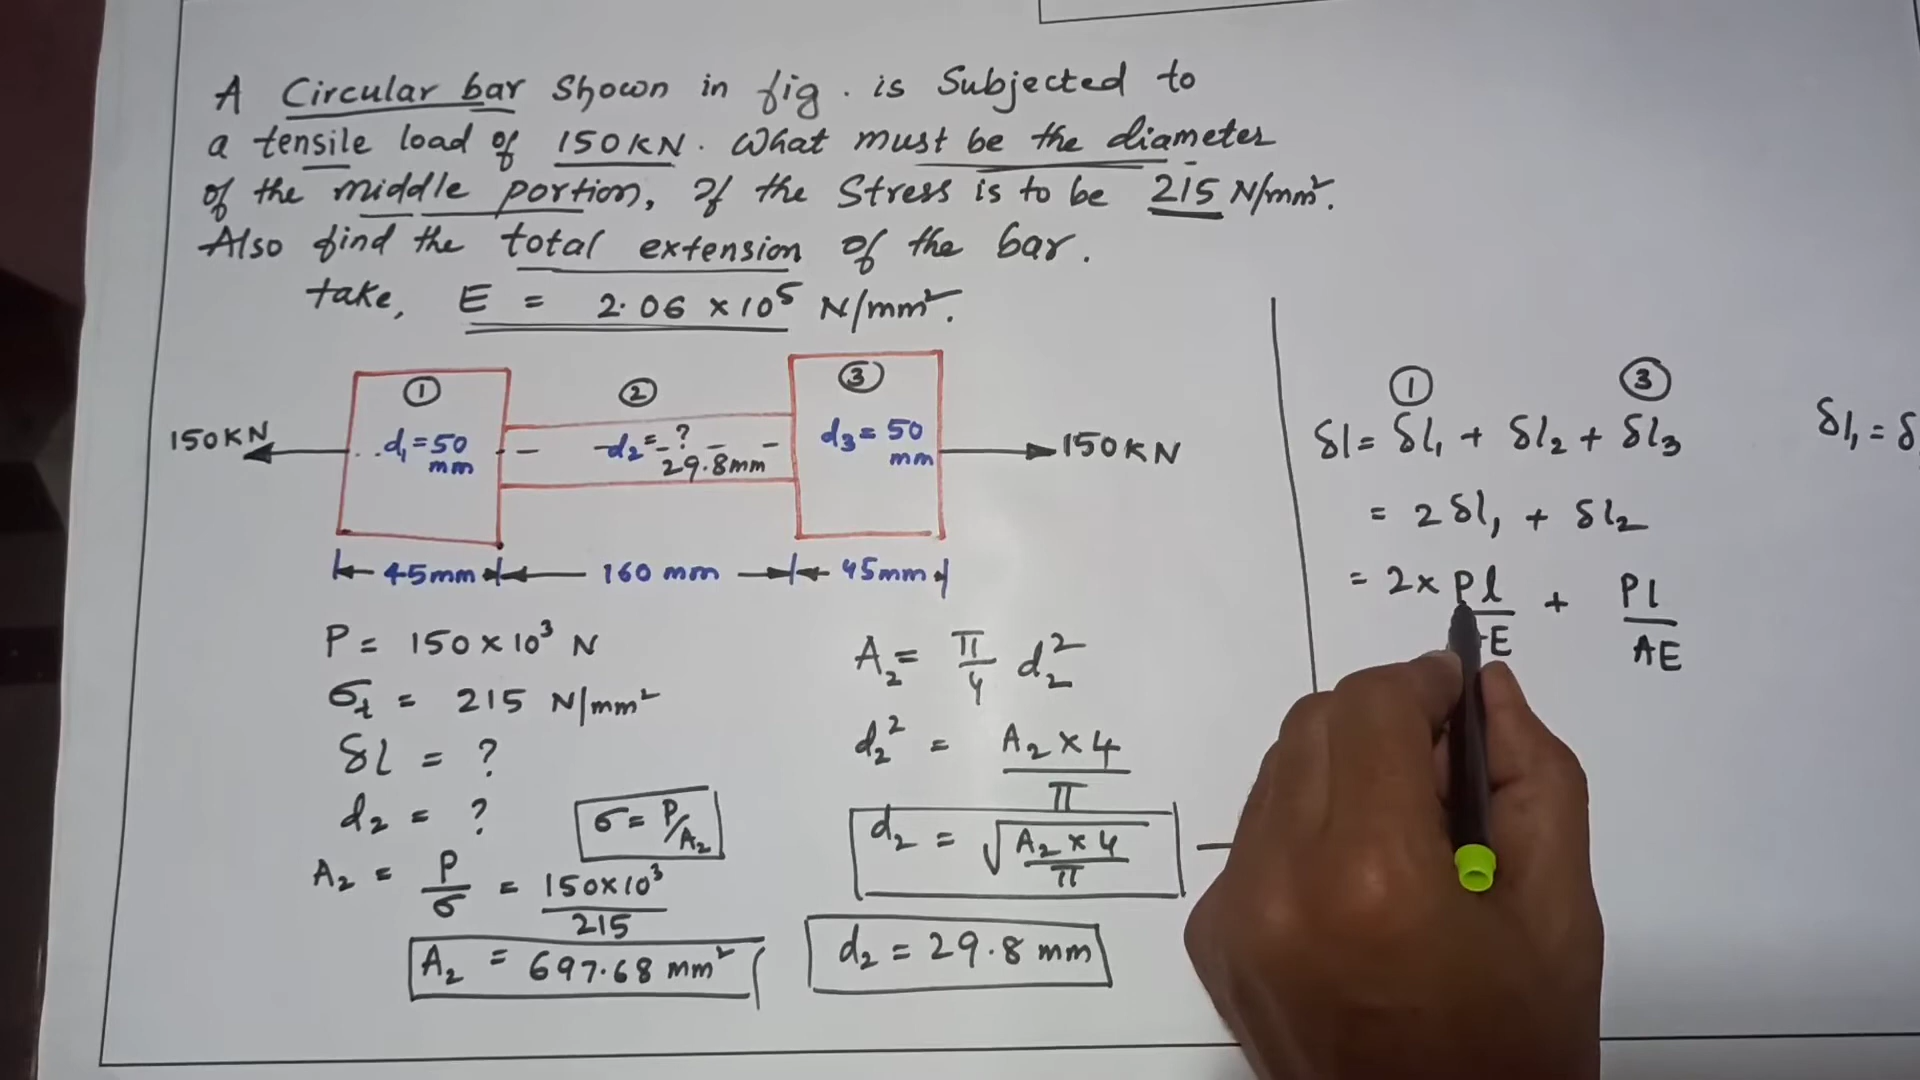 A Circular bar Shown in fig. is Subjected to
a tensile load of 150KN. What must be the diameter
of the middle portion, If the Stress is to be 215 N/mm².
Also find the total extension of the bar.
take, E = 2.06 × 10⁵ N/mm².
① ② ③
150KN d₁=50 mm d₂=? 29.8mm d₃=50 mm 150KN
45mm 160 mm 45mm
P = 150 × 10³ N
σt = 215 N/mm²
δl = ?
d₂ = ?
σ = P/A₂
A₂ = P/σ = 150×10³/215
A₂ = 697.68 mm²
A₂ = π/4 d₂²
d₂² = A₂ × 4/π
d₂ = √(A₂ × 4/π)
d₂ = 29.8 mm
① ③
δl = δl₁ + δl₂ + δl₃
= 2δl₁ + δl₂
= 2× Pl/E + Pl/AE
δl₁ = δ